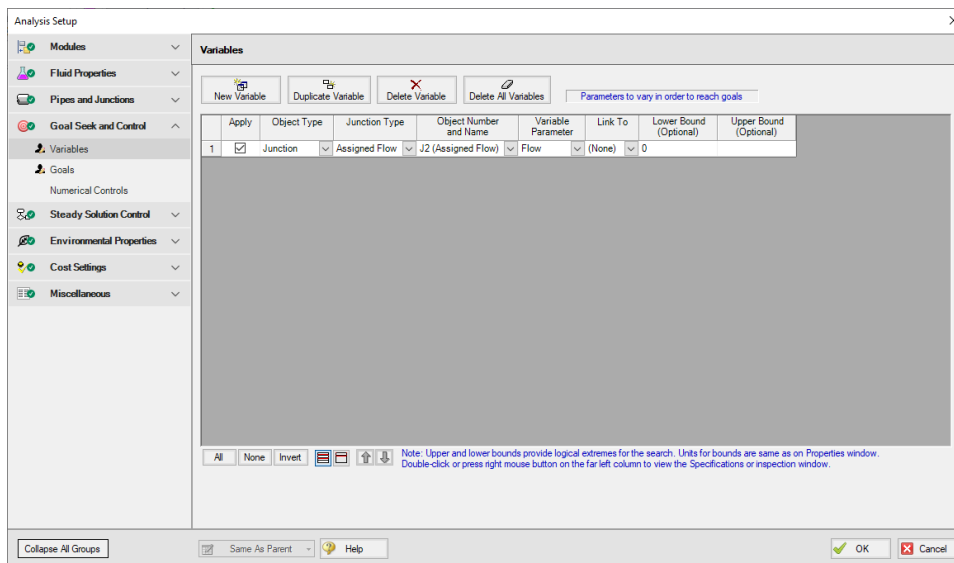 Analysis Setup
Modules
Fluid Properties
Pipes and Junctions
Goal Seek and Control
Variables
Goals
Numerical Controls
Steady Solution Control
Environmental Properties
Cost Settings
Miscellaneous
Collapse All Groups
Variables
New Variable
Duplicate Variable
Delete Variable
Delete All Variables
Parameters to vary in order to reach goals
Apply
Object Type
Junction Type
Object Number
and Name
Variable
Parameter
Link To
Lower Bound
(Optional)
Upper Bound
(Optional)
1 Junction Assigned Flow J2 (Assigned Flow) Flow (None) 0
All None Invert
Note: Upper and lower bounds provide logical extremes for the search. Units for bounds are same as on Properties window.
Double-click or press right mouse button on the far left column to view the Specifications or inspection window.
Same As Parent
Help
OK
Cancel